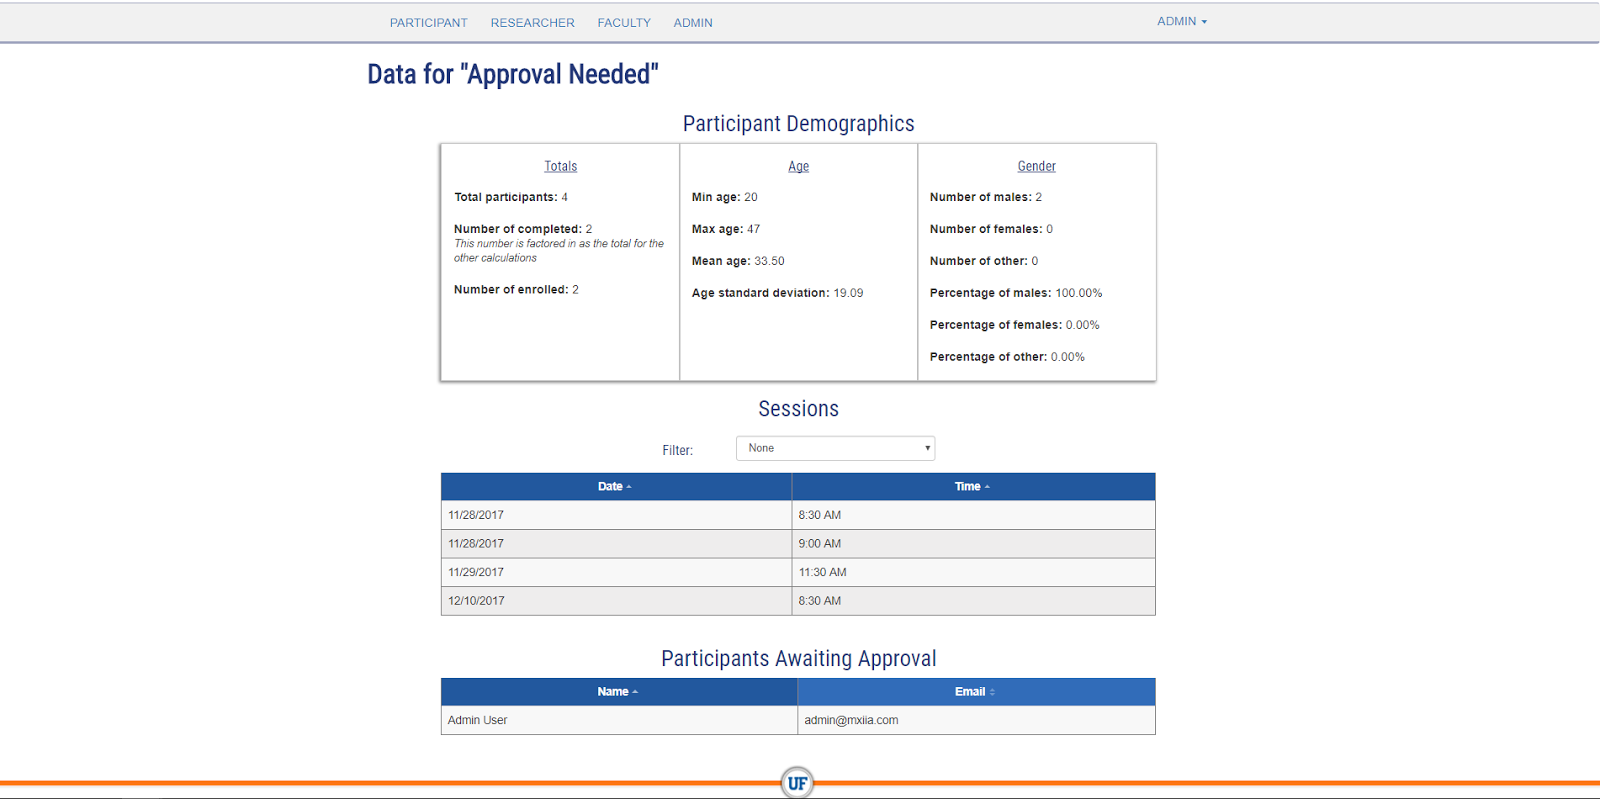 PARTICIPANT RESEARCHER FACULTY ADMIN ADMIN
Data for "Approval Needed"
Participant Demographics
Totals
Total participants: 4
Number of completed: 2
This number is factored in as the total for the
other calculations
Number of enrolled: 2
Age
Min age: 20
Max age: 47
Mean age: 33.50
Age standard deviation: 19.09
Gender
Number of males: 2
Number of females: 0
Number of other: 0
Percentage of males: 100.00%
Percentage of females: 0.00%
Percentage of other: 0.00%
Sessions
Filter: None
Date Time
11/28/2017 8:30 AM
11/28/2017 9:00 AM
11/29/2017 11:30 AM
12/10/2017 8:30 AM
Participants Awaiting Approval
Name Email
Admin User admin@mxiia.com
UF